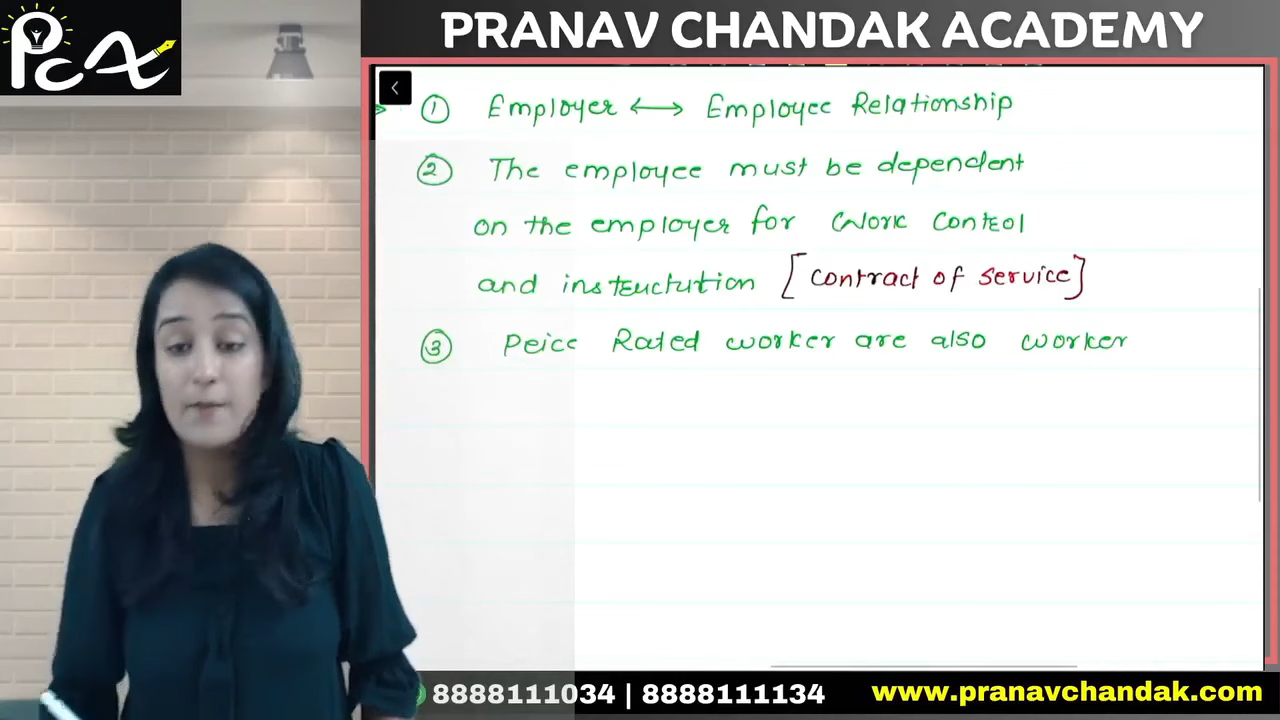 PCA
PRANAV CHANDAK ACADEMY
① Employer ↔ Employee Relationship
② The employee must be dependent
on the employer for work control
and instructution [contract of service]
③ Peice Rated worker are also worker
8888111034 | 8888111134
www.pranavchandak.com